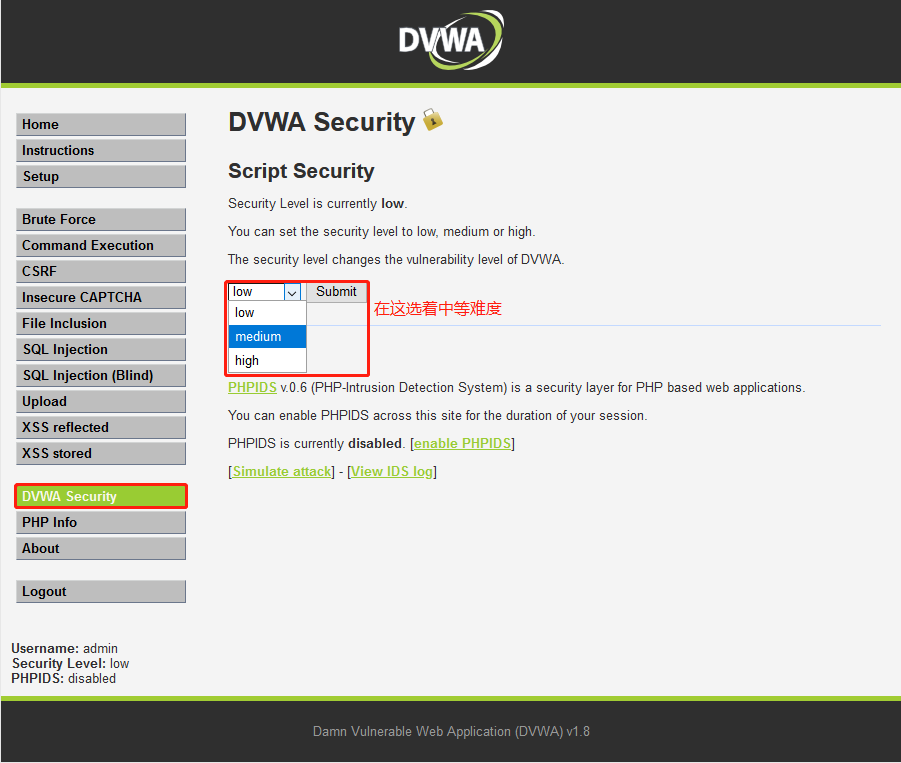 DVWA
Home
Instructions
Setup
Brute Force
Command Execution
CSRF
Insecure CAPTCHA
File Inclusion
SQL Injection
SQL Injection (Blind)
Upload
XSS reflected
XSS stored
DVWA Security
PHP Info
About
Logout
DVWA Security
Script Security
Security Level is currently low.
You can set the security level to low, medium or high.
The security level changes the vulnerability level of DVWA.
low Submit
low
medium
high
在这选着中等难度
PHPIDS v.0.6 (PHP-Intrusion Detection System) is a security layer for PHP based web applications.
You can enable PHPIDS across this site for the duration of your session.
PHPIDS is currently disabled. [enable PHPIDS]
[Simulate attack] - [View IDS log]
Username: admin
Security Level: low
PHPIDS: disabled
Damn Vulnerable Web Application (DVWA) v1.8